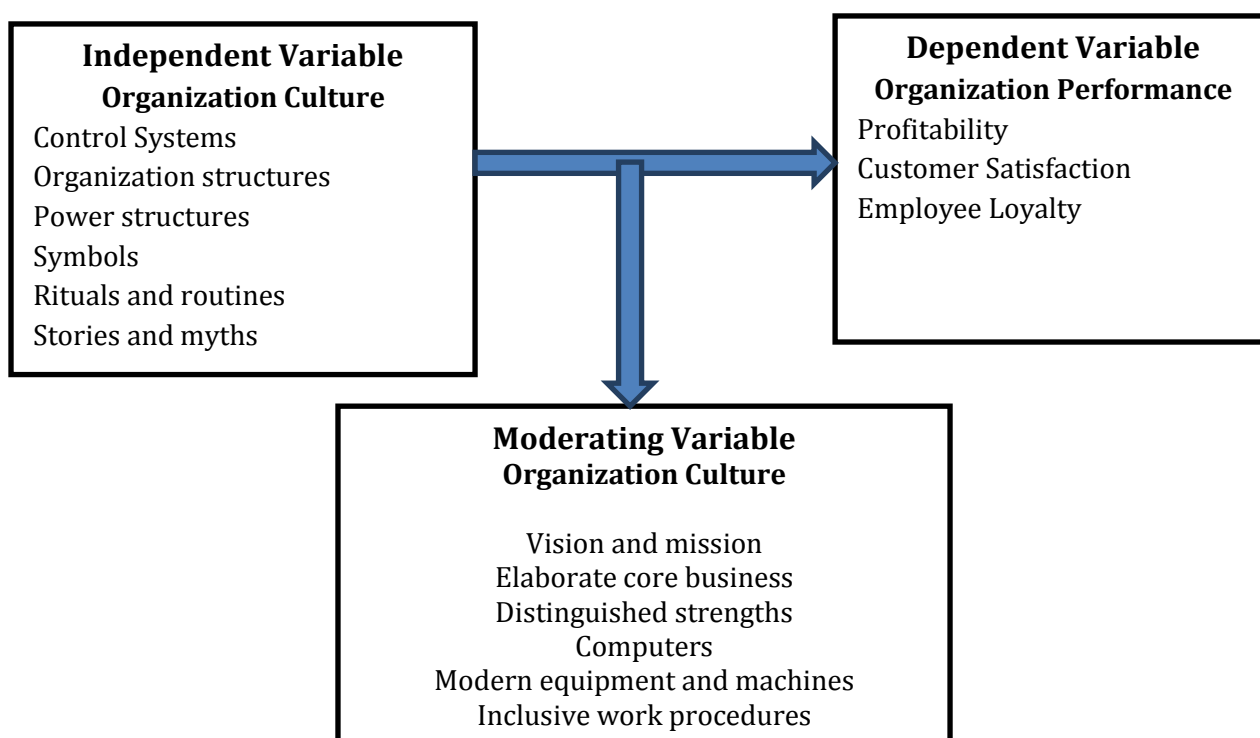 Independent Variable
Organization Culture
Control Systems
Organization structures
Power structures
Symbols
Rituals and routines
Stories and myths
Dependent Variable
Organization Performance
Profitability
Customer Satisfaction
Employee Loyalty
Moderating Variable
Organization Culture
Vision and mission
Elaborate core business
Distinguished strengths
Computers
Modern equipment and machines
Inclusive work procedures